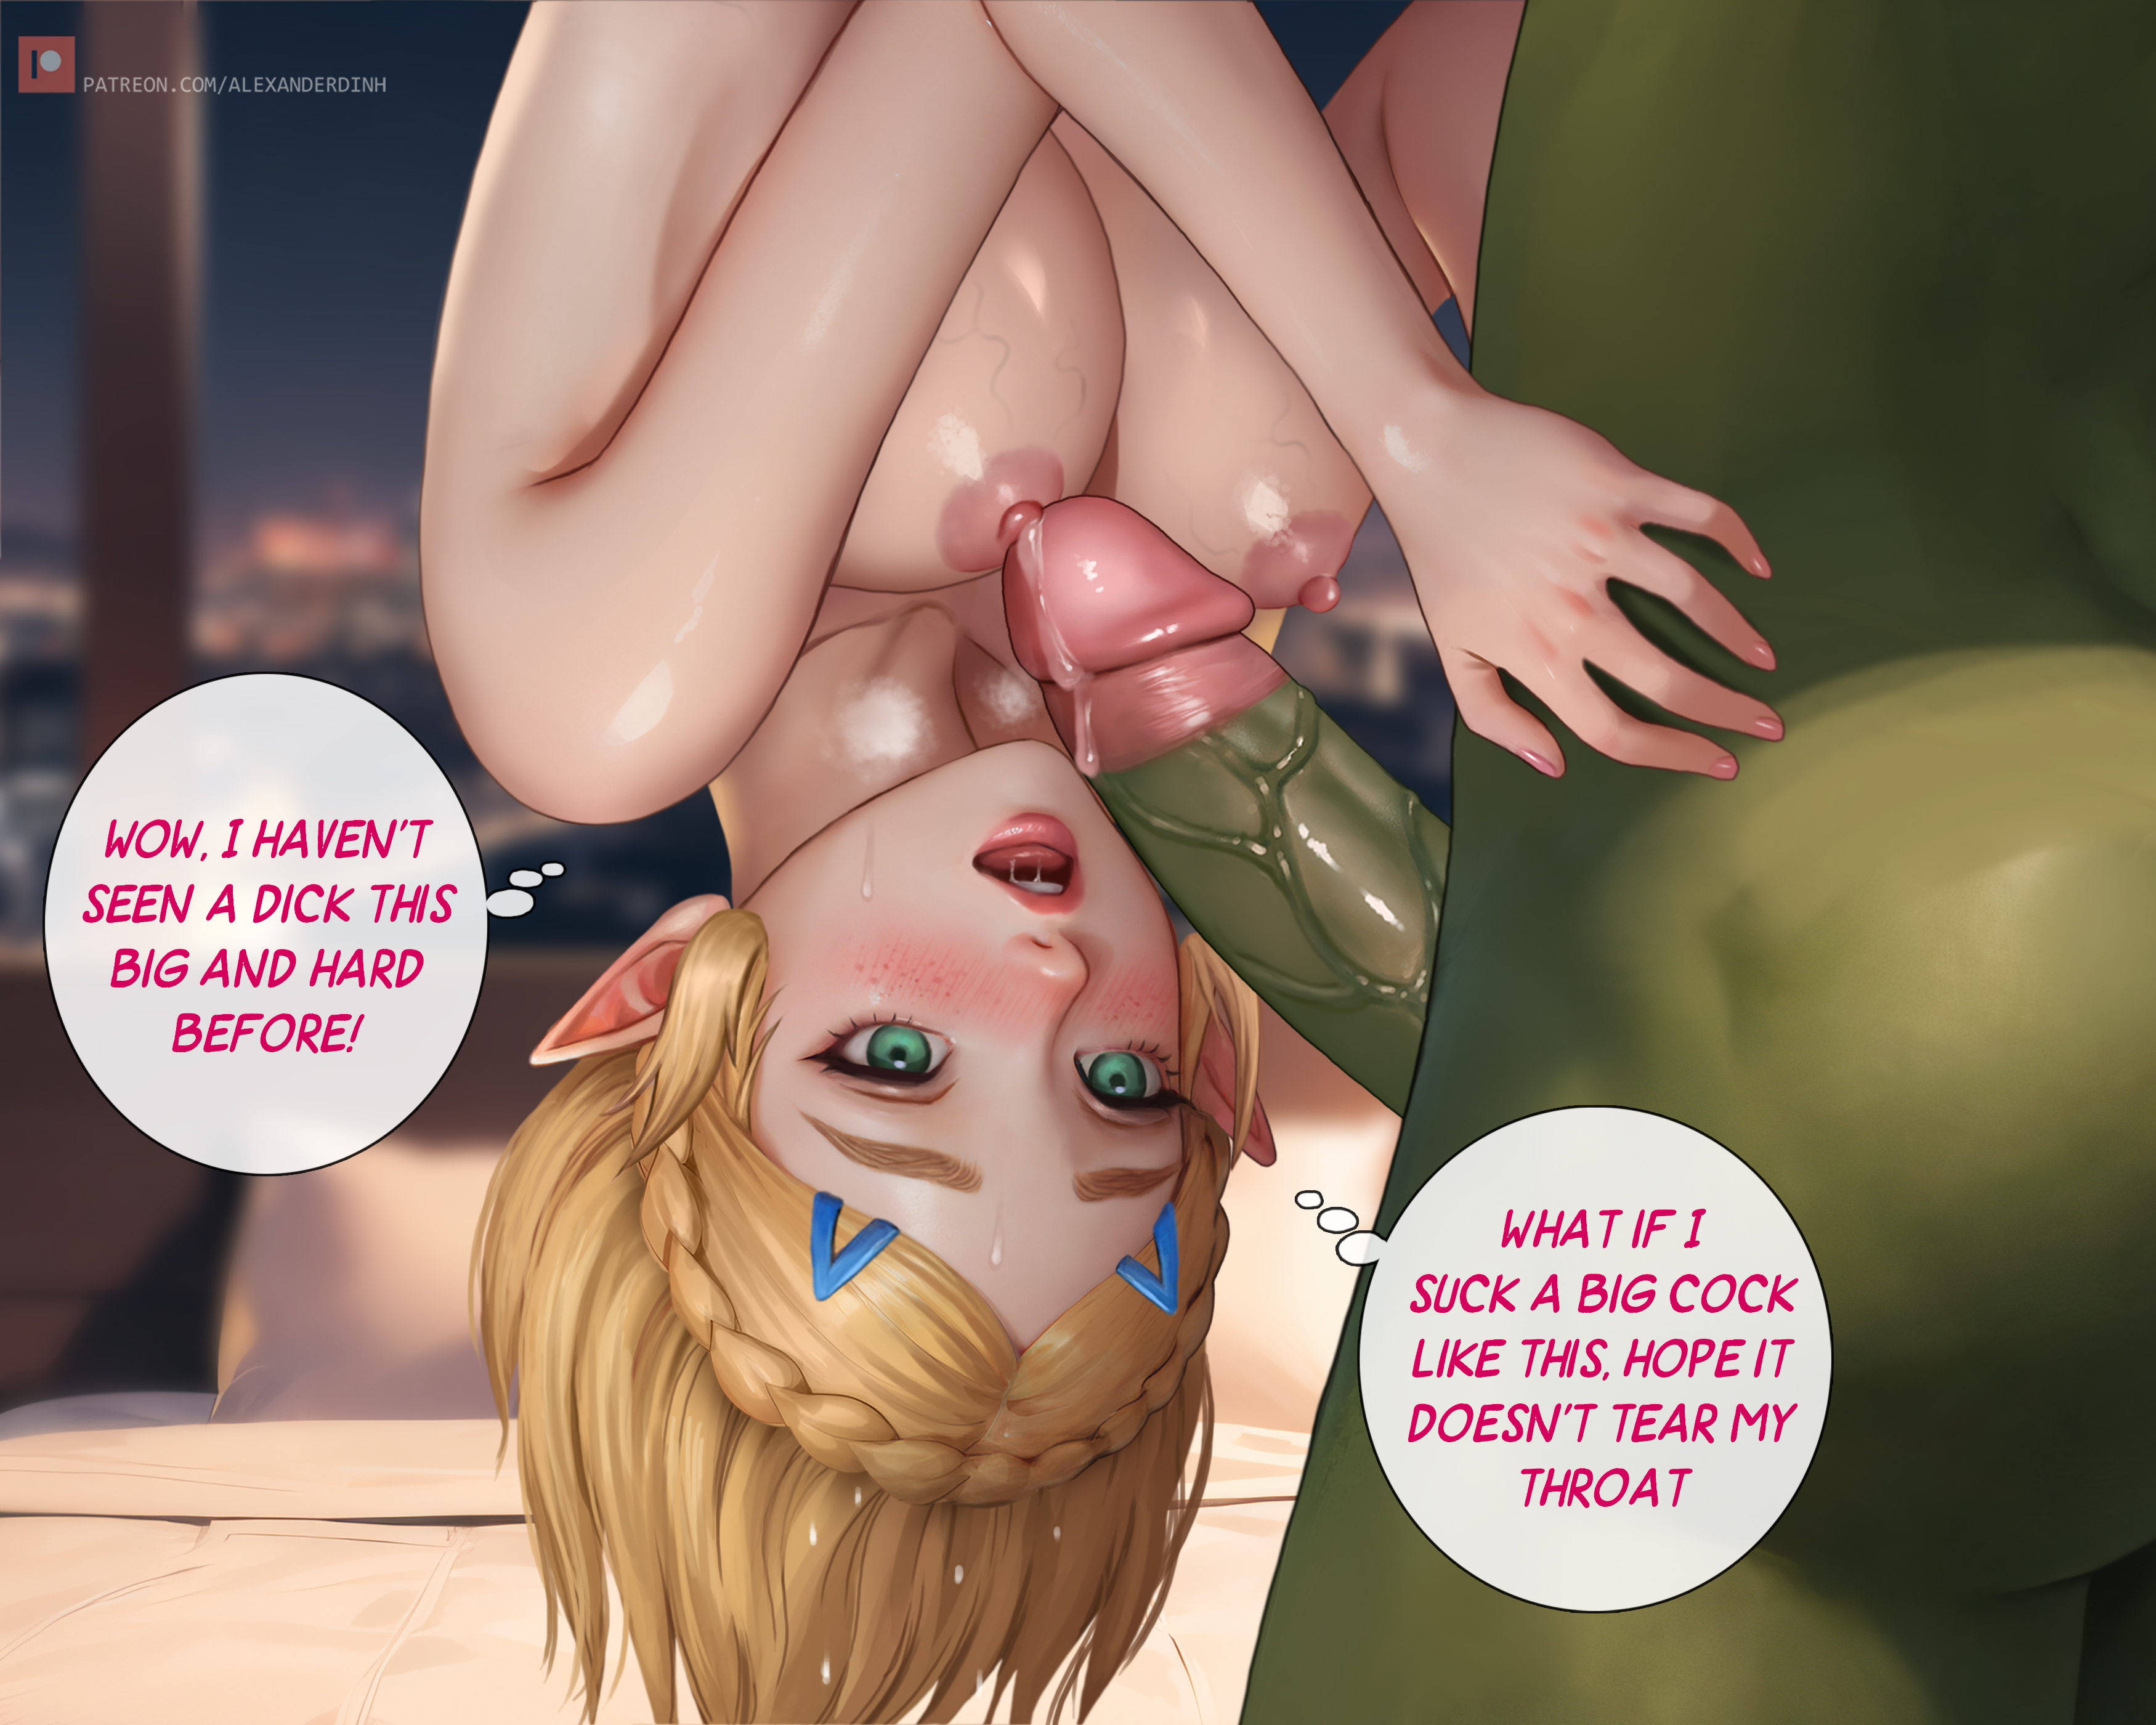 PATREON.COM/ALEXANDERDINH
WOW, I HAVEN'T
SEEN A DICK THIS
BIG AND HARD
BEFORE!
WHAT IF I
SUCK A BIG COCK
LIKE THIS, HOPE IT
DOESN'T TEAR MY
THROAT